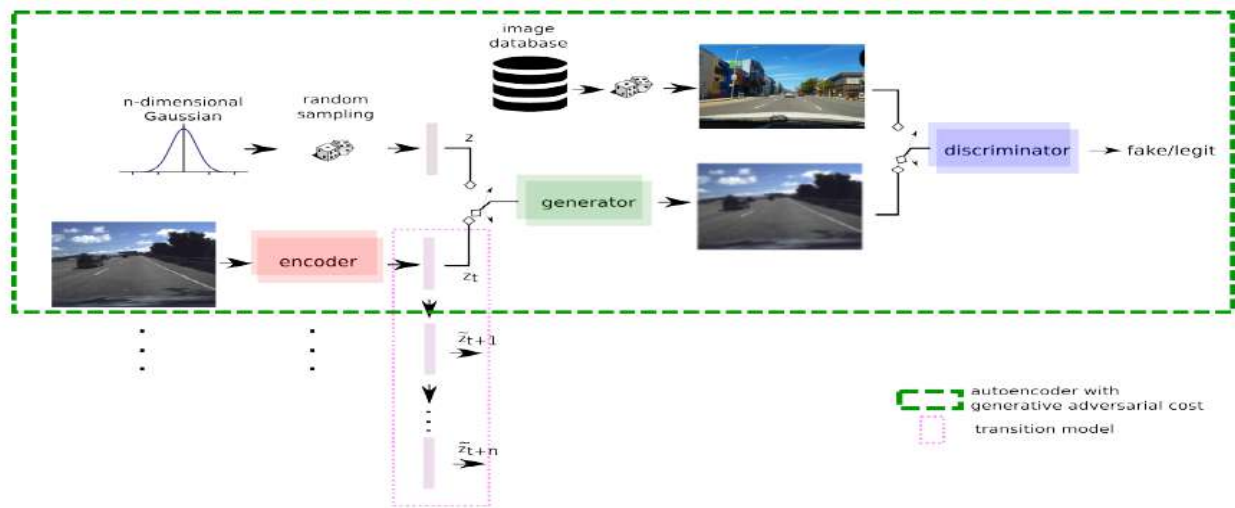 image
database
n-dimensional
Gaussian
random
sampling
z
generator
discriminator
fake/legit
encoder
zt
z̃t+1
z̃t+n
autoencoder with
generative adversarial cost
transition model